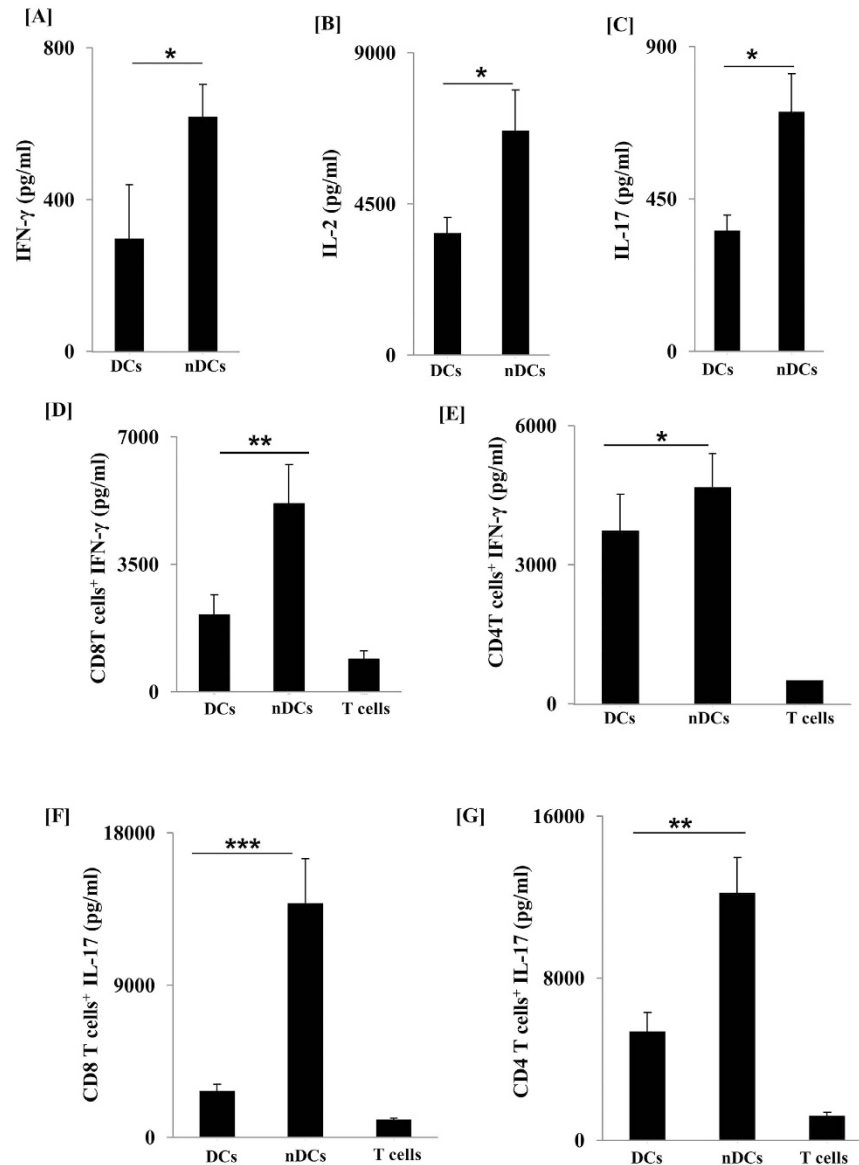 [A]
800
400
0
IFN-γ (pg/ml)
*
DCs nDCs
[B]
9000
4500
0
IL-2 (pg/ml)
*
DCs nDCs
[C]
900
450
0
IL-17 (pg/ml)
*
DCs nDCs
[D]
7000
3500
0
CD8T cells⁺ IFN-γ (pg/ml)
**
DCs nDCs T cells
[E]
6000
3000
0
CD4T cells⁺ IFN-γ (pg/ml)
*
DCs nDCs T cells
[F]
18000
9000
0
CD8 T cells⁺ IL-17 (pg/ml)
***
DCs nDCs T cells
[G]
16000
8000
0
CD4 T cells⁺ IL-17 (pg/ml)
**
DCs nDCs T cells